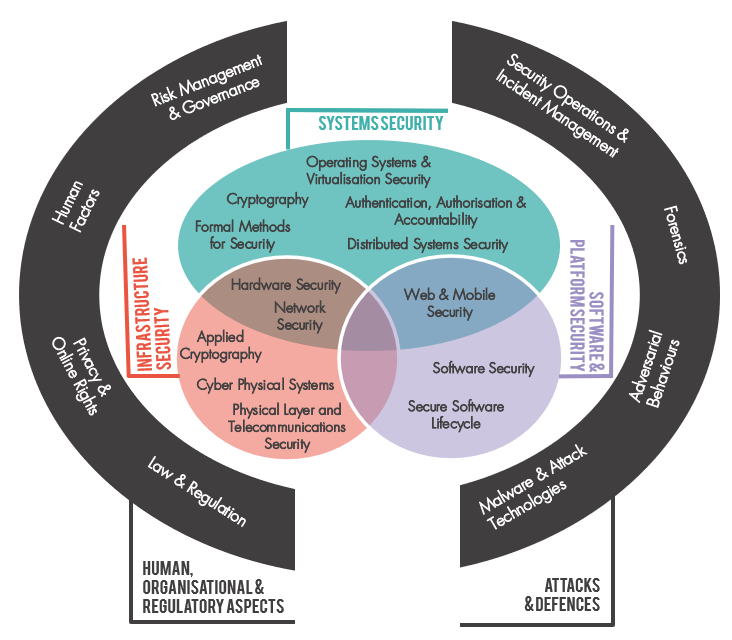 Risk Management
& Governance
Human
Factors
Privacy &
Online Rights
Law & Regulation
HUMAN,
ORGANISATIONAL &
REGULATORY ASPECTS
SYSTEMS SECURITY
Operating Systems &
Virtualisation Security
Cryptography
Authentication, Authorisation &
Accountability
Formal Methods
for Security
Distributed Systems Security
Hardware Security
Network
Security
Web & Mobile
Security
INFRASTRUCTURE
SECURITY
Applied
Cryptography
Cyber Physical Systems
Physical Layer and
Telecommunications
Security
SOFTWARE &
PLATFORM SECURITY
Software Security
Secure Software
Lifecycle
Security Operations &
Incident Management
Forensics
Adversarial
Behaviours
Malware & Attack
Technologies
ATTACKS
& DEFENCES